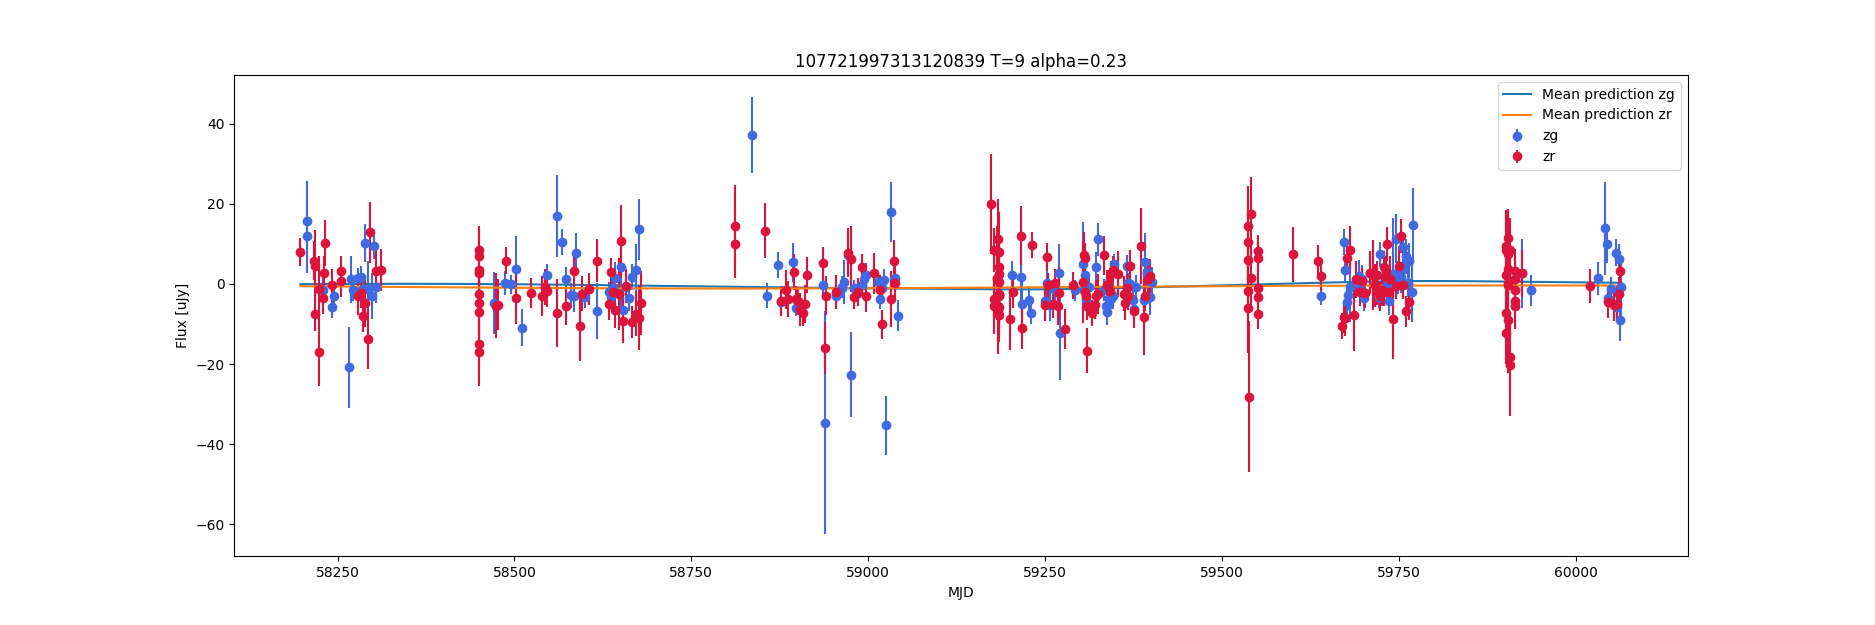 107721997313120839 T=9 alpha=0.23
Mean prediction zg
Mean prediction zr
zg
zr
Flux [uJy]
40
20
0
−20
−40
−60
58250
58500
58750
59000
59250
59500
59750
60000
MJD